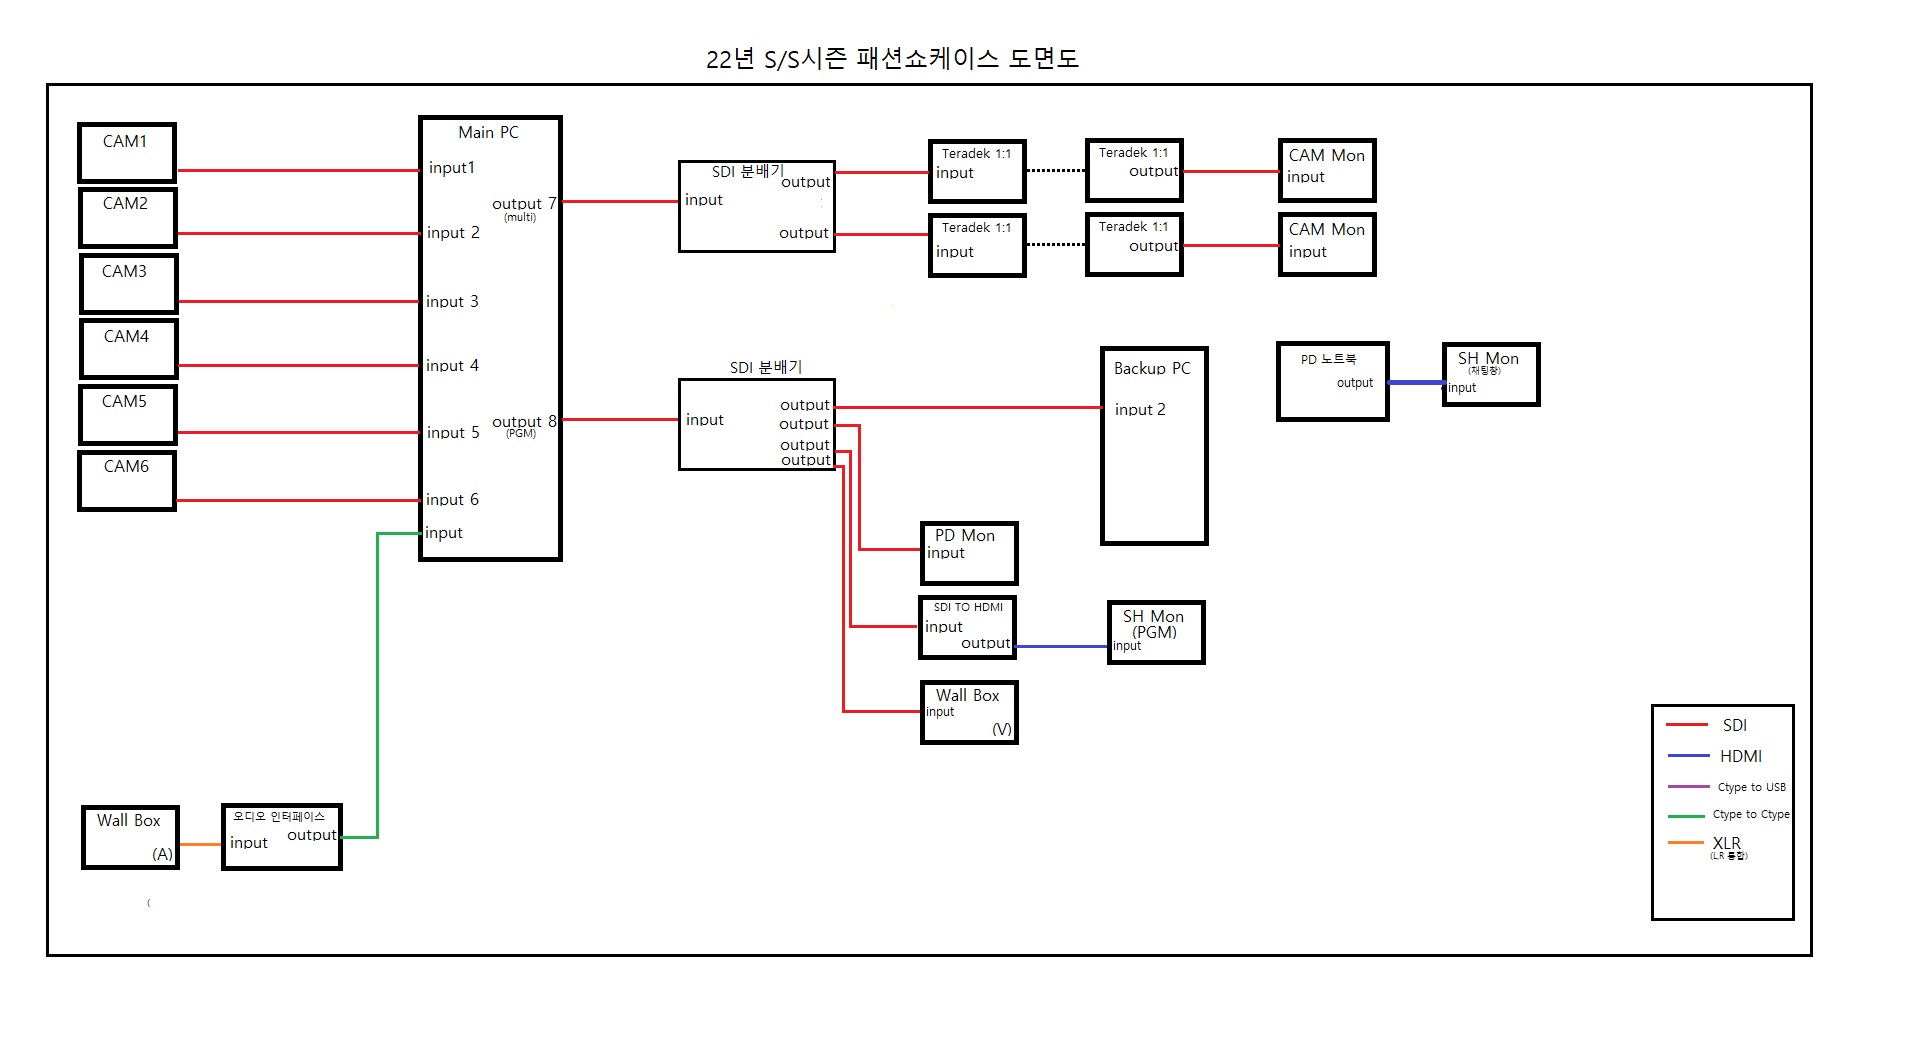 22년 S/S시즌 패션쇼케이스 도면도
CAM1
CAM2
CAM3
CAM4
CAM5
CAM6
Main PC
input1
output 7
(multi)
input 2
input 3
input 4
output 8
(PGM)
input 5
input 6
input
SDI 분배기
output
input
output
Teradek 1:1
input
Teradek 1:1
output
CAM Mon
input
Teradek 1:1
input
Teradek 1:1
output
CAM Mon
input
SDI 분배기
input
output
output
output
output
Backup PC
input 2
PD 노트북
output
SH Mon
(채팅창)
input
PD Mon
input
SDI TO HDMI
input
output
SH Mon
(PGM)
input
Wall Box
input
(V)
Wall Box
(A)
오디오 인터페이스
input
output
(
SDI
HDMI
Ctype to USB
Ctype to Ctype
XLR
(LR 통합)